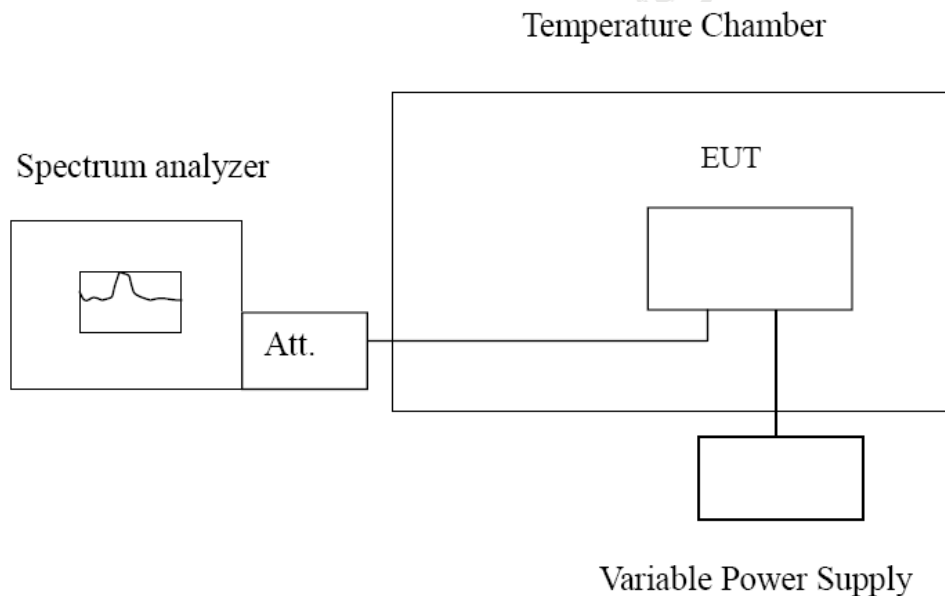 Temperature Chamber
Spectrum analyzer
EUT
Att.
Variable Power Supply